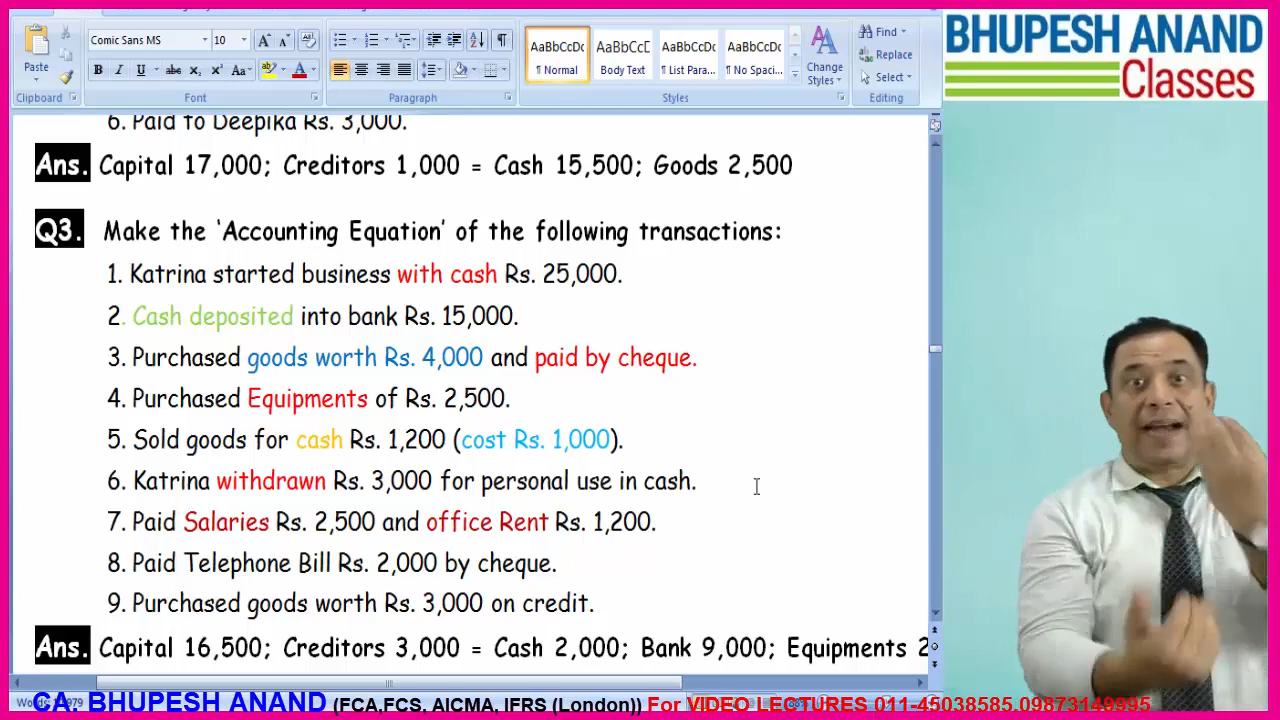 BHUPESH ANAND
Classes
Comic Sans MS 10
Find
Replace
Select
Paste
AaBbCcDc AaBbCcD AaBbCcDc AaBbCcDc
¶ Normal Body Text ¶ List Para... ¶ No Spaci...
Change Styles
Clipboard Font Paragraph Styles Editing
6. Paid to Deepika Rs. 3,000.
Ans. Capital 17,000; Creditors 1,000 = Cash 15,500; Goods 2,500
Q3. Make the ‘Accounting Equation’ of the following transactions:
1. Katrina started business with cash Rs. 25,000.
2. Cash deposited into bank Rs. 15,000.
3. Purchased goods worth Rs. 4,000 and paid by cheque.
4. Purchased Equipments of Rs. 2,500.
5. Sold goods for cash Rs. 1,200 (cost Rs. 1,000).
6. Katrina withdrawn Rs. 3,000 for personal use in cash.
7. Paid Salaries Rs. 2,500 and office Rent Rs. 1,200.
8. Paid Telephone Bill Rs. 2,000 by cheque.
9. Purchased goods worth Rs. 3,000 on credit.
Ans. Capital 16,500; Creditors 3,000 = Cash 2,000; Bank 9,000; Equipments 2
CA. BHUPESH ANAND (FCA,FCS, AICMA, IFRS (London)) For VIDEO LECTURES 011-45038585.09873149995